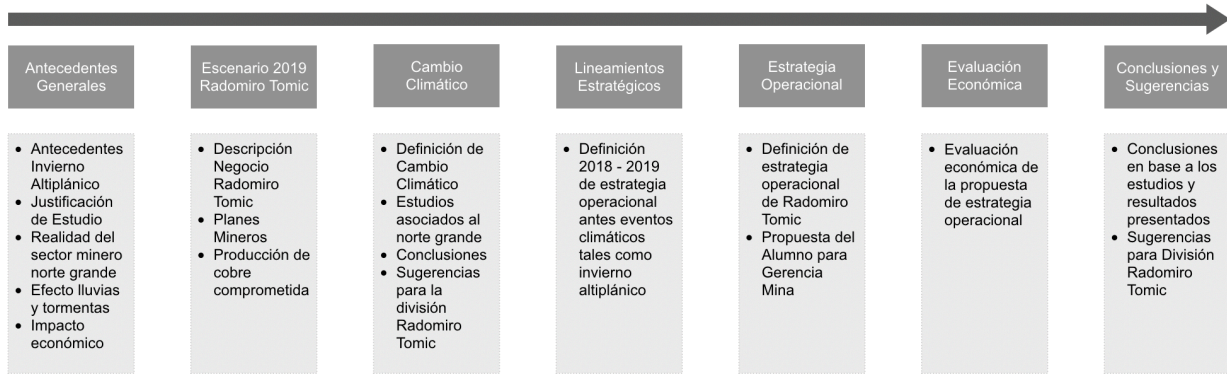 Antecedentes
Generales
Escenario 2019
Radomiro Tomic
Cambio
Climático
Lineamientos
Estratégicos
Estrategia
Operacional
Evaluación
Económica
Conclusiones y
Sugerencias
• Antecedentes
Invierno
Altiplánico
• Justificación
de Estudio
• Realidad del
sector minero
norte grande
• Efecto lluvias
y tormentas
• Impacto
económico
• Descripción
Negocio
Radomiro
Tomic
• Planes
Mineros
• Producción de
cobre
comprometida
• Definición de
Cambio
Climático
• Estudios
asociados al
norte grande
• Conclusiones
• Sugerencias
para la
división
Radomiro
Tomic
• Definición
2018 - 2019
de estrategia
operacional
antes eventos
climáticos
tales como
invierno
altiplánico
• Definición de
estrategia
operacional
de Radomiro
Tomic
• Propuesta del
Alumno para
Gerencia
Mina
• Evaluación
económica de
la propuesta
de estrategia
operacional
• Conclusiones
en base a los
estudios y
resultados
presentados
• Sugerencias
para División
Radomiro
Tomic